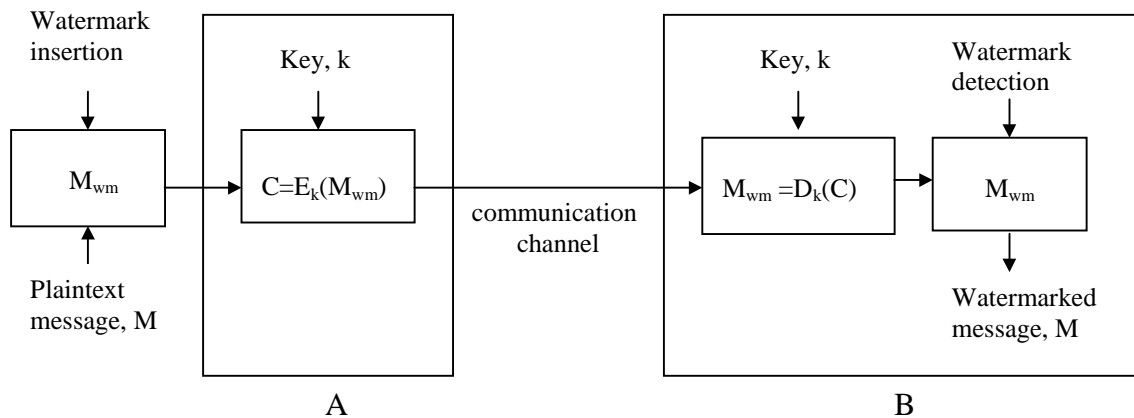 Watermark
insertion
Key, k
Key, k
Watermark
detection
M_wm
C=E_k(M_wm)
M_wm =D_k(C)
M_wm
communication
channel
Plaintext
message, M
Watermarked
message, M
A
B